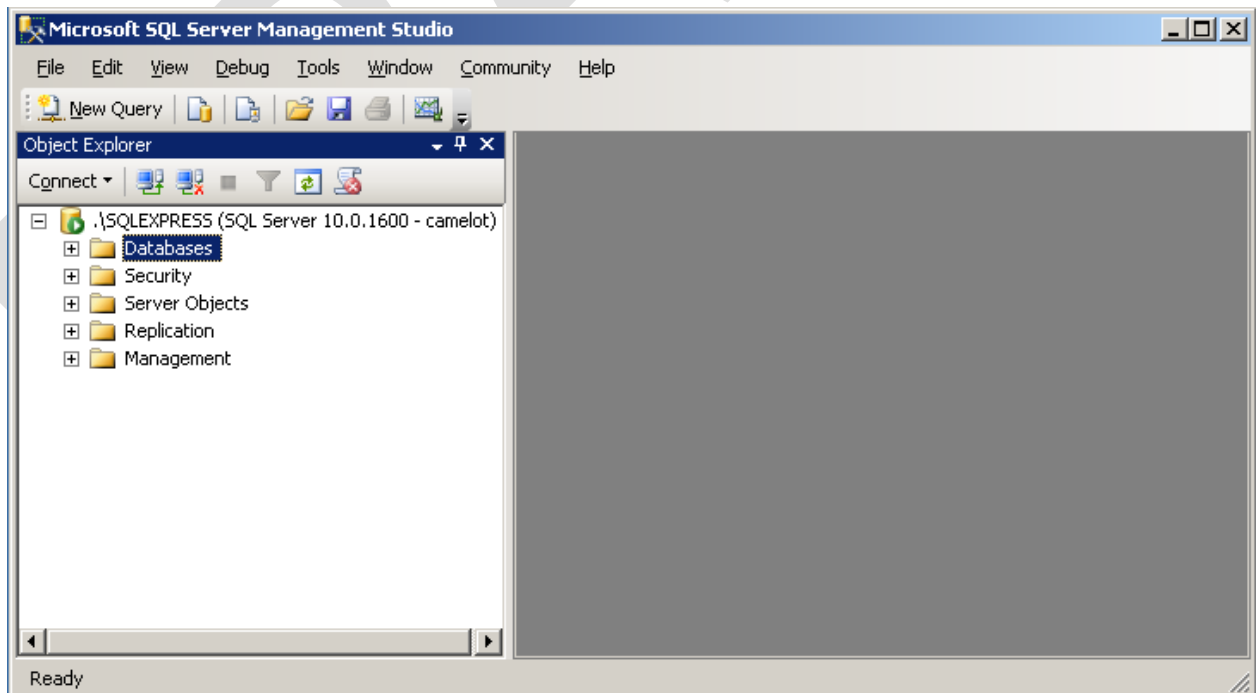 Microsoft SQL Server Management Studio
File Edit View Debug Tools Window Community Help
New Query
Object Explorer
Connect
.\SQLEXPRESS (SQL Server 10.0.1600 - camelot)
Databases
Security
Server Objects
Replication
Management
Ready